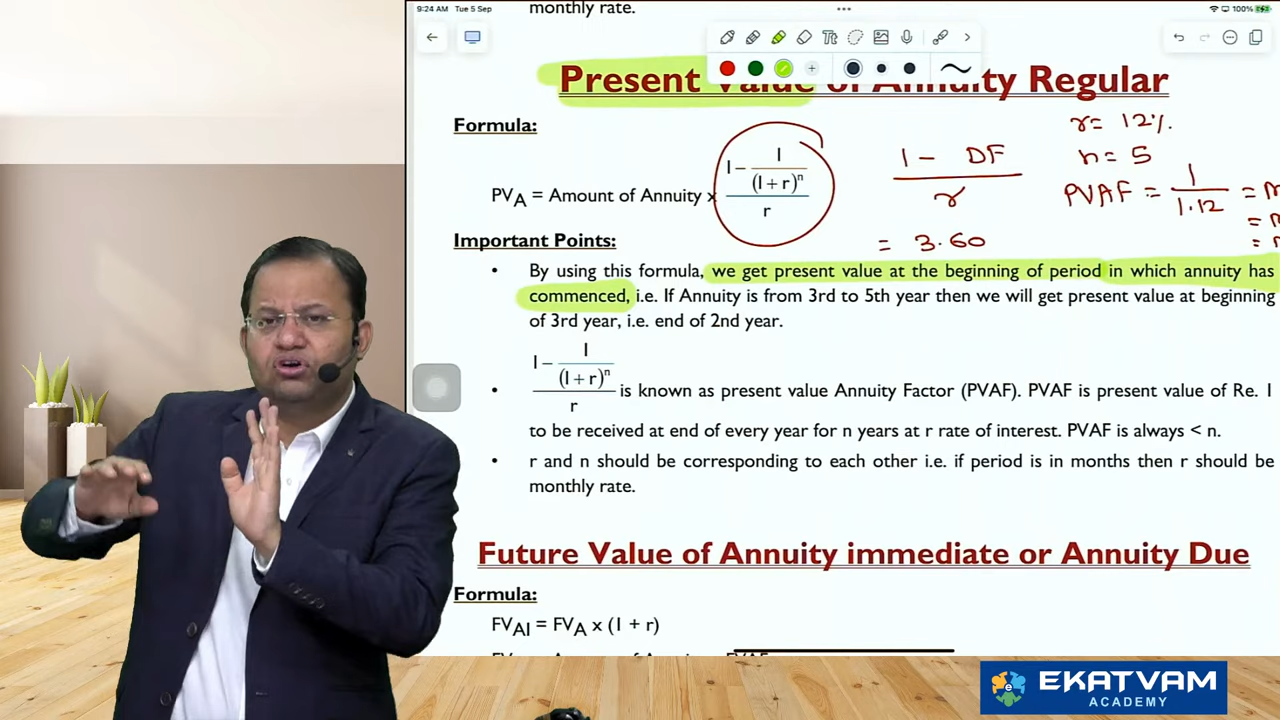 9:24 AM Tue 5 Sep
100%
monthly rate.
Present Value of Annuity Regular
Formula:
PVA = Amount of Annuity × 1 - 1/(1 + r)^n / r
1 - DF / r
= 3.60
r = 12%
n = 5
PVAF = 1/1.12 =
=
=
Important Points:
• By using this formula, we get present value at the beginning of period in which annuity has
commenced, i.e. If Annuity is from 3rd to 5th year then we will get present value at beginning
of 3rd year, i.e. end of 2nd year.
• 1 - 1/(1 + r)^n / r is known as present value Annuity Factor (PVAF). PVAF is present value of Re. 1
to be received at end of every year for n years at r rate of interest. PVAF is always < n.
• r and n should be corresponding to each other i.e. if period is in months then r should be
monthly rate.
Future Value of Annuity immediate or Annuity Due
Formula:
FVAI = FVA x (1 + r)
EKATVAM
ACADEMY